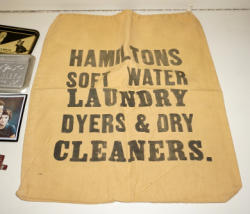 HAMILTONS
SOFT WATER
LAUNDRY
DYERS & DRY
CLEANERS.